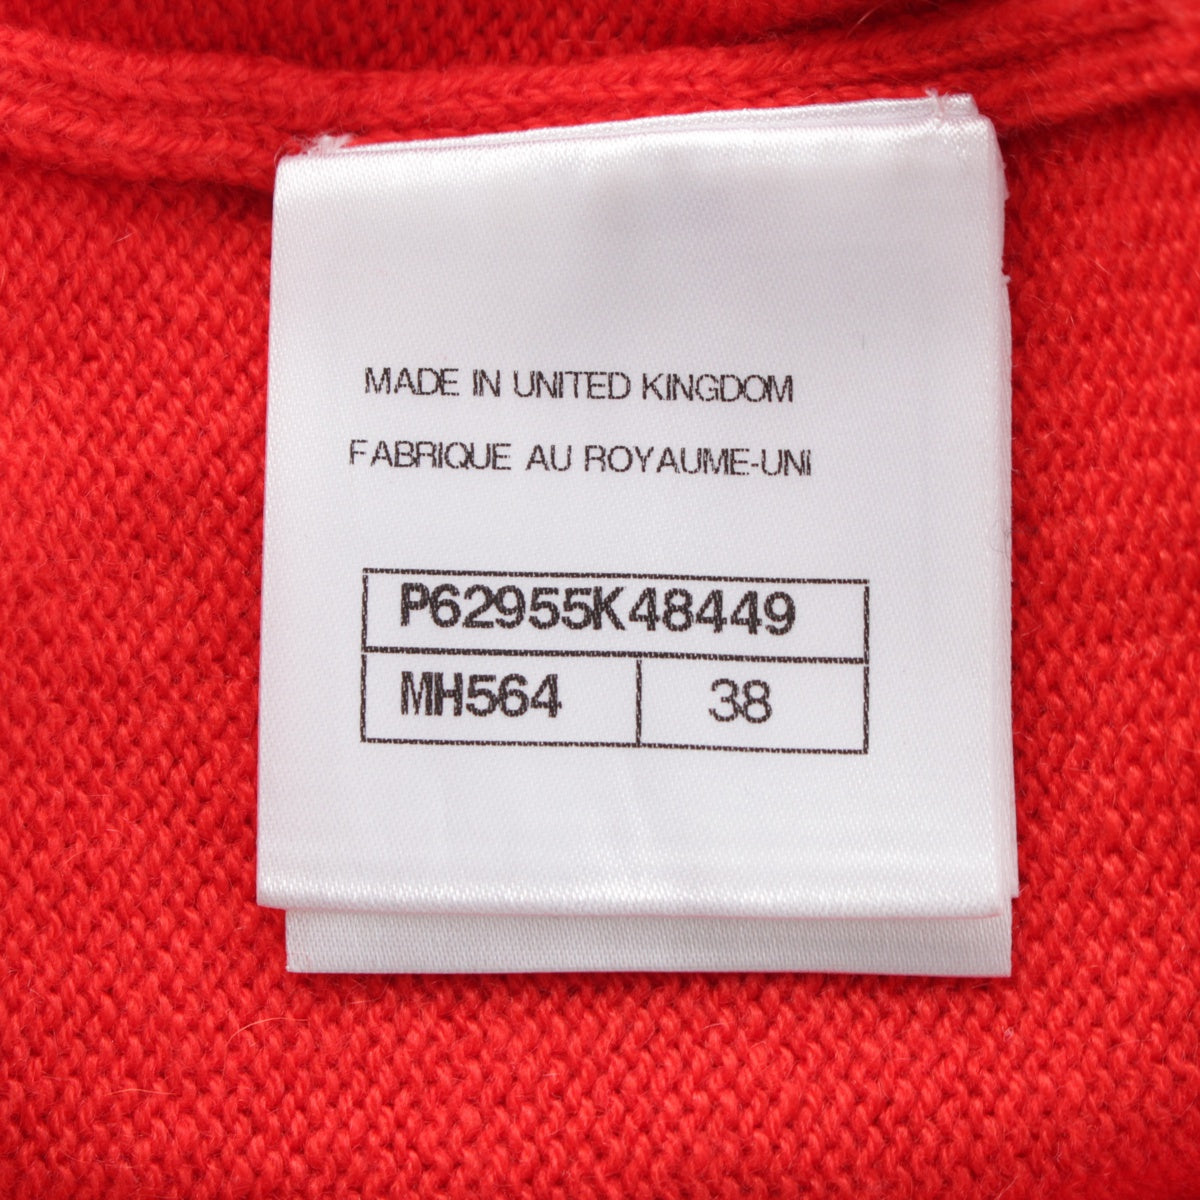 MADE IN UNITED KINGDOM
FABRIQUE AU ROYAUME-UNI
P62955K48449
MH564 38